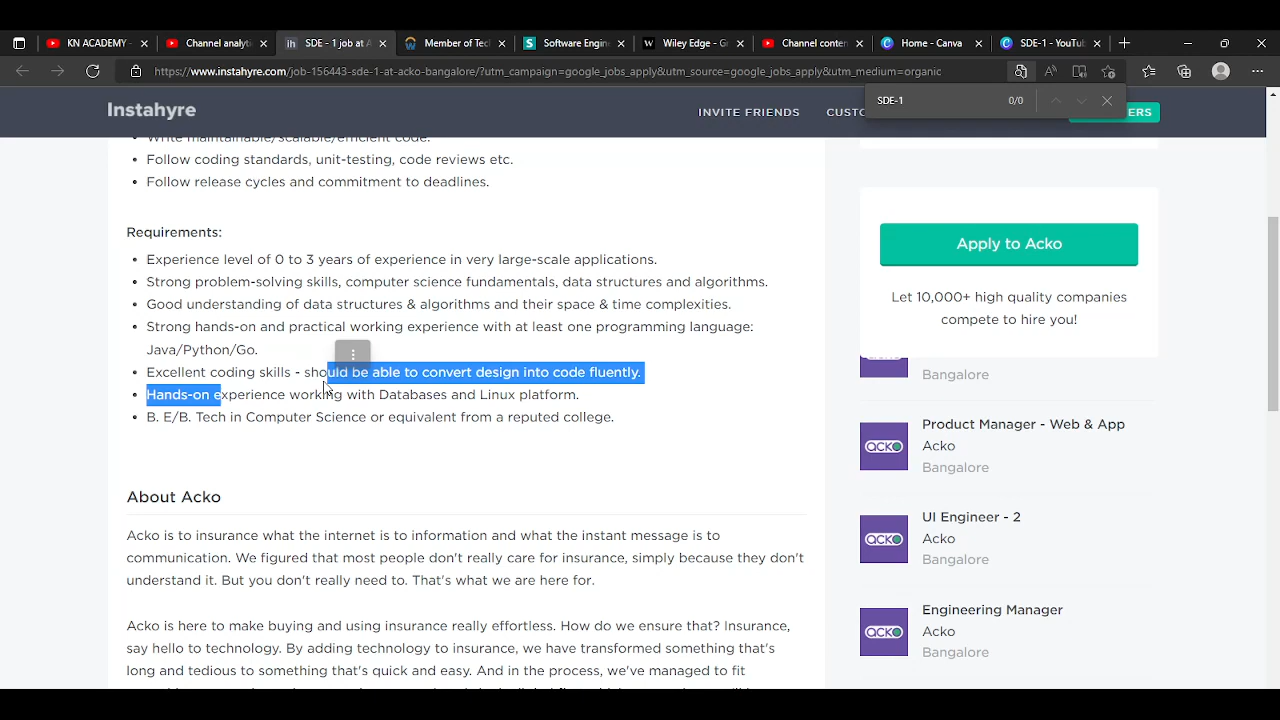 KN ACADEMY -
Channel analyti
ih SDE - 1 job at A
Member of Tec
S Software Engin
W Wiley Edge - Gr
Channel conten
Home - Canva
SDE-1 - YouTu
https://www.instahyre.com/job-156443-sde-1-at-acko-bangalore/?utm_campaign=google_jobs_apply&utm_source=google_jobs_apply&utm_medium=organic
SDE-1 0/0
Instahyre
INVITE FRIENDS
CUSTO
ERS
• Write maintainable/scalable/efficient code.
• Follow coding standards, unit-testing, code reviews etc.
• Follow release cycles and commitment to deadlines.
Requirements:
• Experience level of 0 to 3 years of experience in very large-scale applications.
• Strong problem-solving skills, computer science fundamentals, data structures and algorithms.
• Good understanding of data structures & algorithms and their space & time complexities.
• Strong hands-on and practical working experience with at least one programming language:
Java/Python/Go.
• Excellent coding skills - should be able to convert design into code fluently.
• Hands-on experience working with Databases and Linux platform.
• B. E/B. Tech in Computer Science or equivalent from a reputed college.
About Acko
Acko is to insurance what the internet is to information and what the instant message is to
communication. We figured that most people don't really care for insurance, simply because they don't
understand it. But you don't really need to. That's what we are here for.
Acko is here to make buying and using insurance really effortless. How do we ensure that? Insurance,
say hello to technology. By adding technology to insurance, we have transformed something that's
long and tedious to something that's quick and easy. And in the process, we've managed to fit
Apply to Acko
Let 10,000+ high quality companies
compete to hire you!
Bangalore
acko
Product Manager - Web & App
Acko
Bangalore
acko
UI Engineer - 2
Acko
Bangalore
acko
Engineering Manager
Acko
Bangalore